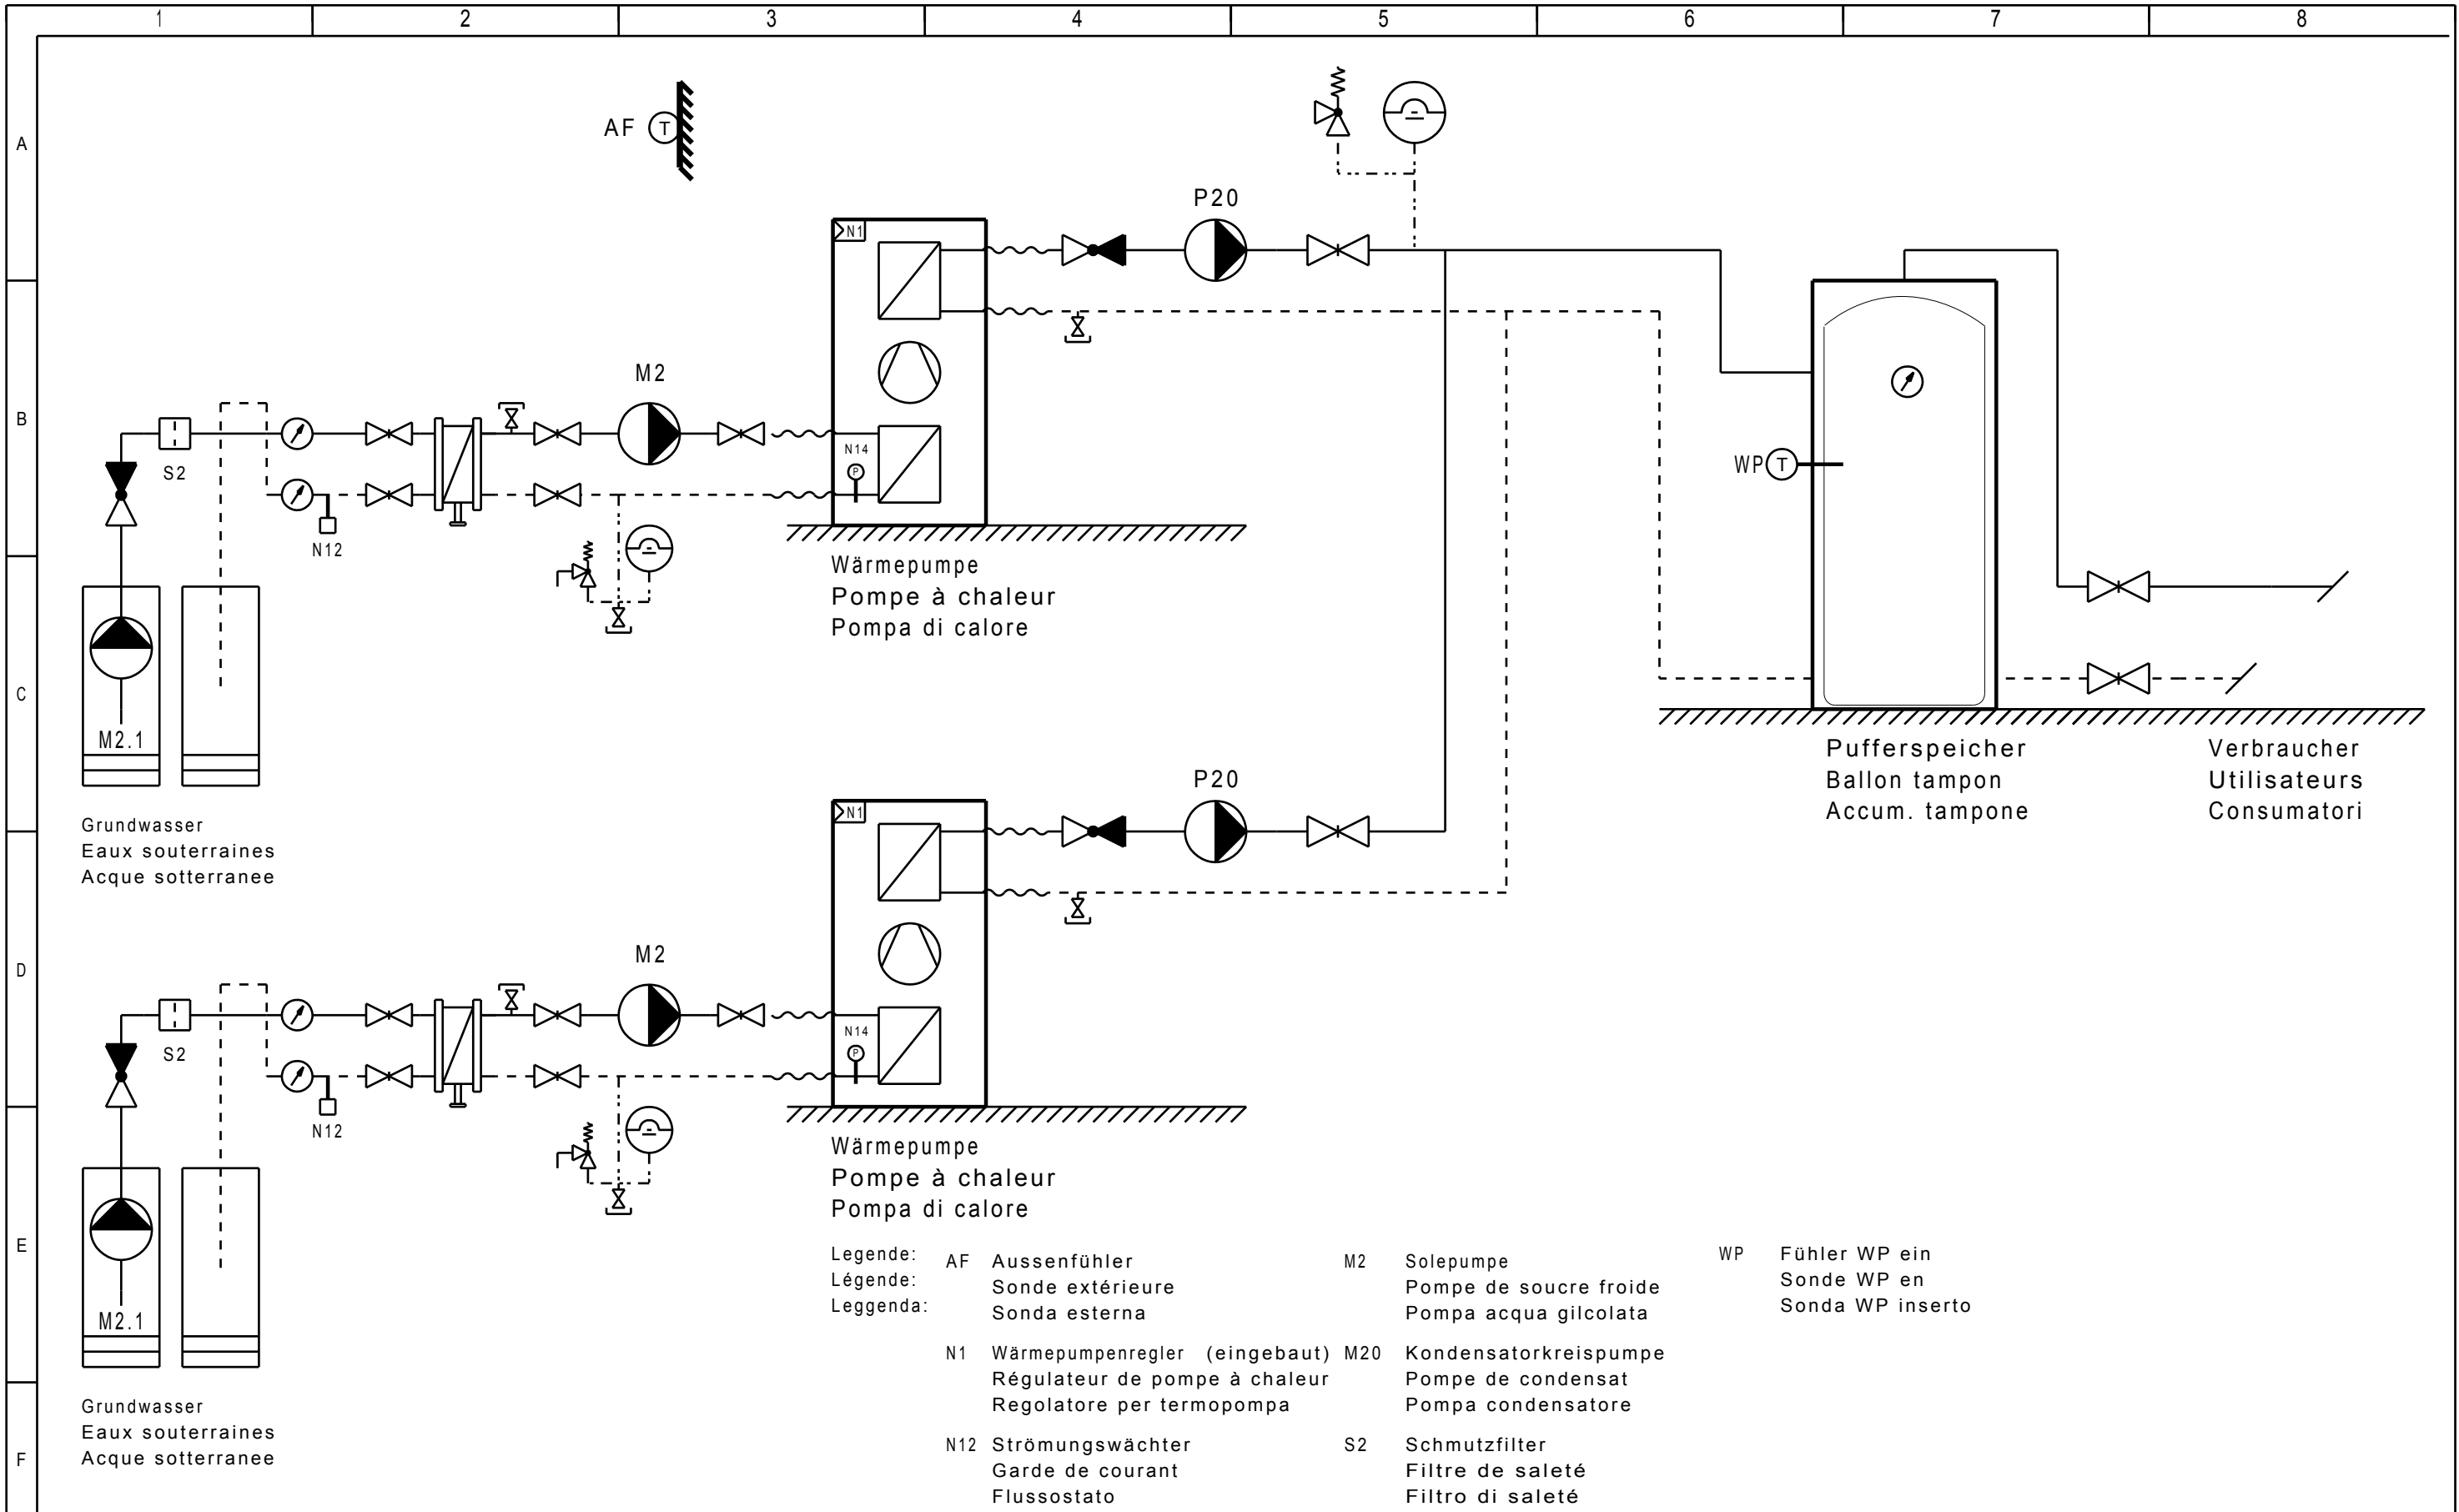 1 2 3 4 5 6 7 8
A
AF T
P20
N1
B
M2
S2
N14
P
N12
WP T
Wärmepumpe
Pompe à chaleur
Pompa di calore
C
M2.1
Pufferspeicher
Ballon tampon
Accum. tampone
Verbraucher
Utilisateurs
Consumatori
Grundwasser
Eaux souterraines
Acque sotterranee
P20
N1
D
M2
S2
N14
P
N12
Wärmepumpe
Pompe à chaleur
Pompa di calore
E
M2.1
Grundwasser
Eaux souterraines
Acque sotterranee
F
Legende:
Légende:
Leggenda:
AF Aussenfühler
Sonde extérieure
Sonda esterna
N1 Wärmepumpenregler (eingebaut)
Régulateur de pompe à chaleur
Regolatore per termopompa
N12 Strömungswächter
Garde de courant
Flussostato
M2 Solepumpe
Pompe de soucre froide
Pompa acqua gilcolata
M20 Kondensatorkreispumpe
Pompe de condensat
Pompa condensatore
S2 Schmutzfilter
Filtre de saleté
Filtro di saleté
WP Fühler WP ein
Sonde WP en
Sonda WP inserto